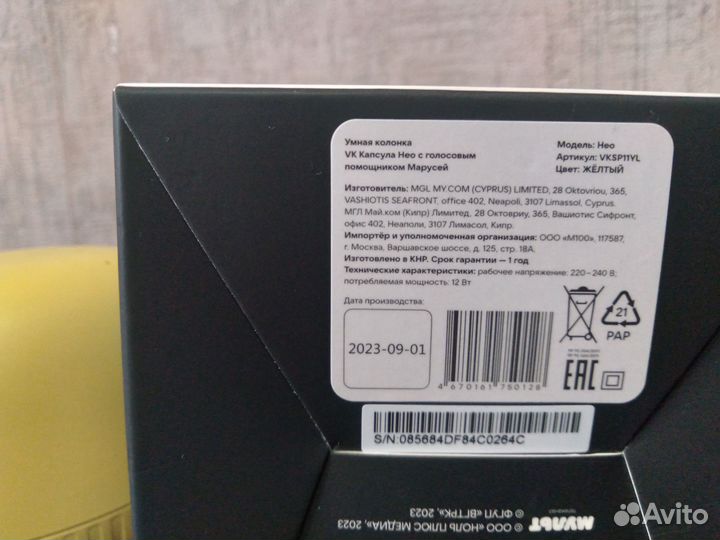 Умная колонка
VK Капсула Нео с голосовым
помощником Марусей
Модель: Нео
Артикул: VKSP11YL
Цвет: ЖЁЛТЫЙ
Изготовитель: MGL MY.COM (CYPRUS) LIMITED, 28 Oktovriou, 365,
VASHIOTIS SEAFRONT, office 402, Neapoli, 3107 Limassol, Cyprus.
МГЛ Май.ком (Кипр) Лимитед, 28 Октовриу, 365, Вашиотис Сифронт,
офис 402, Неаполи, 3107 Лимасол, Кипр.
Импортёр и уполномоченная организация: ООО «М100», 117587,
г. Москва, Варшавское шоссе, д. 125, стр. 18А.
Изготовлено в КНР. Срок гарантии — 1 год
Технические характеристики: рабочее напряжение: 220–240 В;
потребляемая мощность: 12 Вт
Дата производства:
2023-09-01
4 670161 750128
21
PAP
EAC
S/N:085684DF84C0264C
МУЛЬТ
© ООО «НОЛЬ ПЛЮС МЕДИА», 2023
© ФГУП «ВГТРК», 2023
Avito